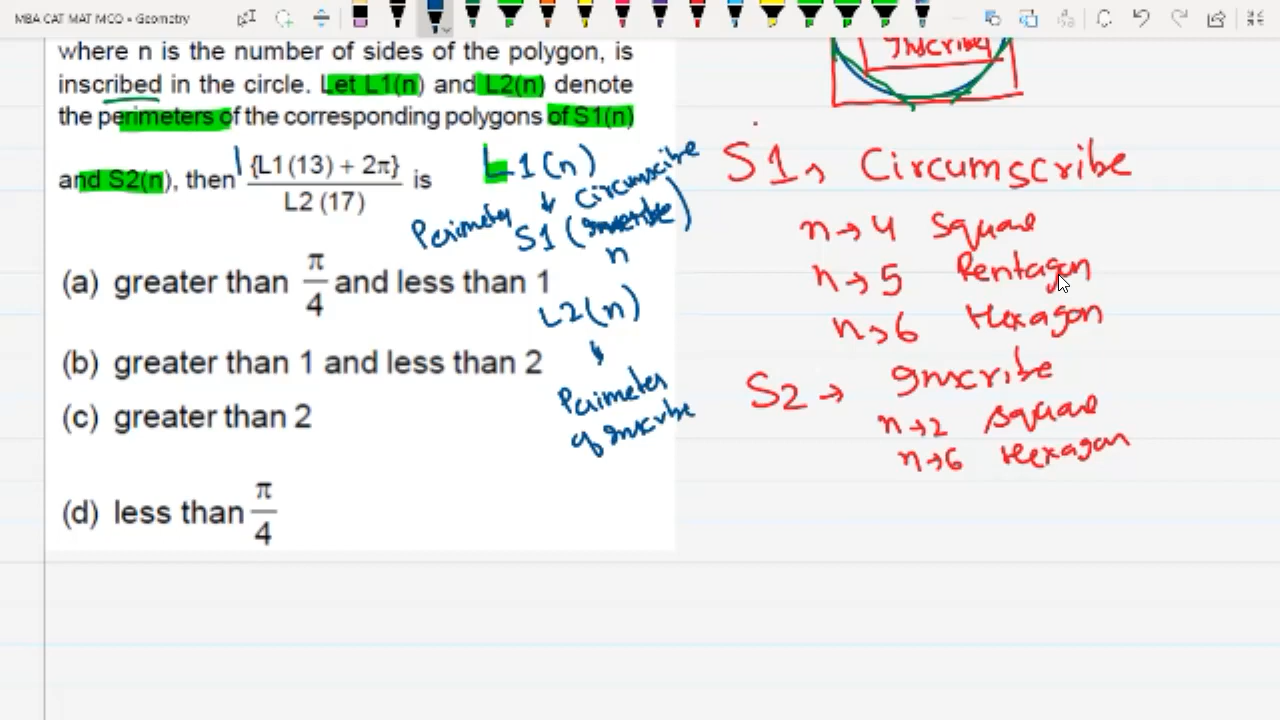 MBA CAT MAT MCQ = Geometry
where n is the number of sides of the polygon, is
inscribed in the circle. Let L1(n) and L2(n) denote
the perimeters of the corresponding polygons of S1(n)
and S2(n), then {L1(13) + 2π} / L2(17) is
(a) greater than π/4 and less than 1
(b) greater than 1 and less than 2
(c) greater than 2
(d) less than π/4
L1(n)
↓ Circumscribe
Perimeter S1 (inscribe)
n
L2(n)
↓
Perimeter
of inscribe
inscribe
S1 → Circumscribe
n → 4 Square
n → 5 Pentagon
n → 6 Hexagon
S2 → inscribe
n → 2 square
n → 6 Hexagon